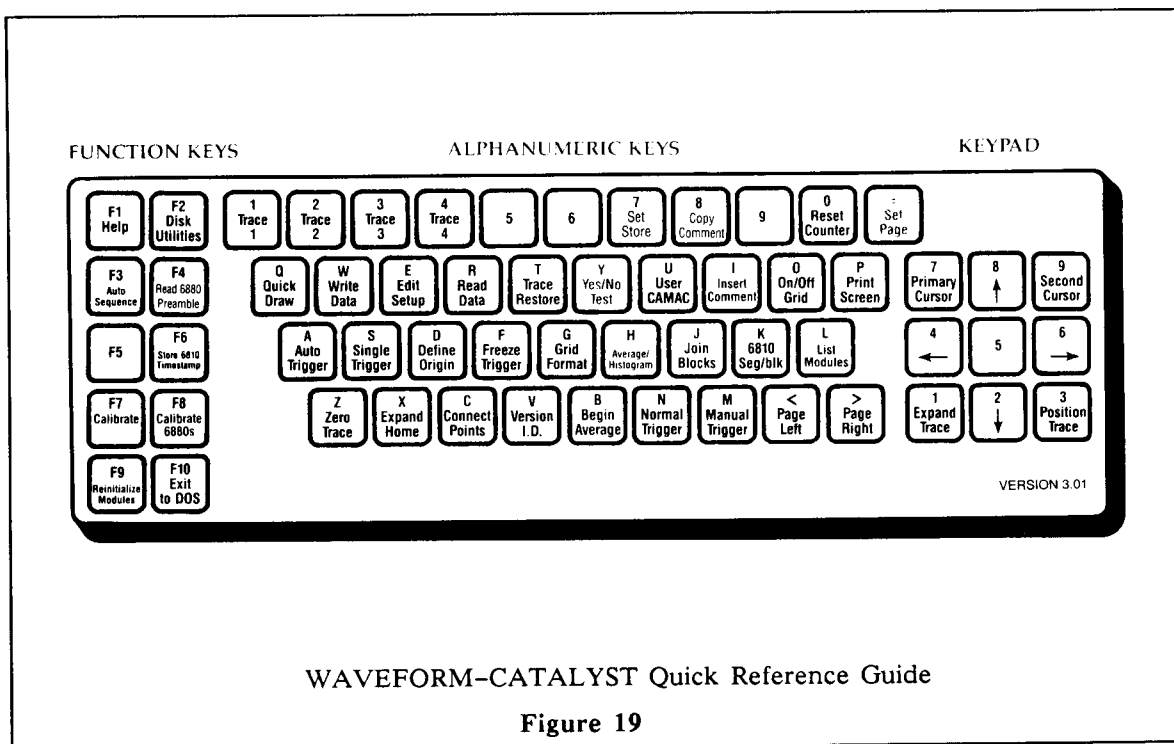 FUNCTION KEYS
ALPHANUMERIC KEYS
KEYPAD
F1
Help
F2
Disk
Utilities
1
Trace
1
2
Trace
2
3
Trace
3
4
Trace
4
5
6
7
Set
Store
8
Copy
Comment
9
0
Reset
Counter
=
Set
Page
F3
Auto
Sequence
F4
Read 6880
Preamble
Q
Quick
Draw
W
Write
Data
E
Edit
Setup
R
Read
Data
T
Trace
Restore
Y
Yes/No
Test
U
User
CAMAC
I
Insert
Comment
O
On/Off
Grid
P
Print
Screen
7
Primary
Cursor
8
↑
9
Second
Cursor
F5
F6
Store 6810
Timestamp
A
Auto
Trigger
S
Single
Trigger
D
Define
Origin
F
Freeze
Trigger
G
Grid
Format
H
Average/
Histogram
J
Join
Blocks
K
6810
Seg/blk
L
List
Modules
4
←
5
6
→
F7
Calibrate
F8
Calibrate
6880s
Z
Zero
Trace
X
Expand
Home
C
Connect
Points
V
Version
I.D.
B
Begin
Average
N
Normal
Trigger
M
Manual
Trigger
<
Page
Left
>
Page
Right
1
Expand
Trace
2
↓
3
Position
Trace
F9
Reinitialize
Modules
F10
Exit
to DOS
VERSION 3.01
WAVEFORM-CATALYST Quick Reference Guide
Figure 19